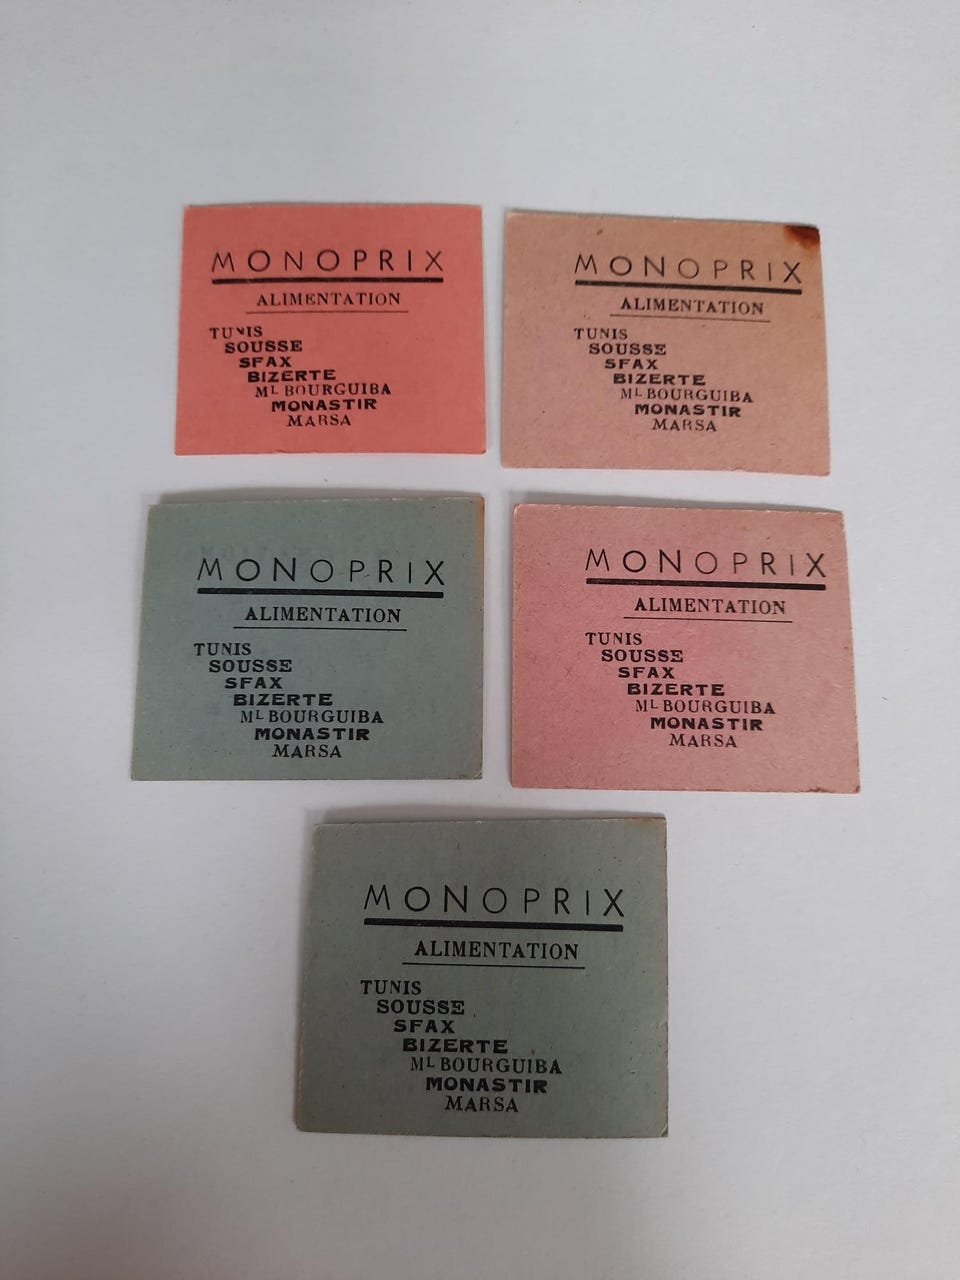 MONOPRIX
ALIMENTATION
TUNIS
SOUSSE
SFAX
BIZERTE
ML BOURGUIBA
MONASTIR
MARSA
MONOPRIX
ALIMENTATION
TUNIS
SOUSSE
SFAX
BIZERTE
ML BOURGUIBA
MONASTIR
MARSA
MONOPRIX
ALIMENTATION
TUNIS
SOUSSE
SFAX
BIZERTE
ML BOURGUIBA
MONASTIR
MARSA
MONOPRIX
ALIMENTATION
TUNIS
SOUSSE
SFAX
BIZERTE
ML BOURGUIBA
MONASTIR
MARSA
MONOPRIX
ALIMENTATION
TUNIS
SOUSSE
SFAX
BIZERTE
ML BOURGUIBA
MONASTIR
MARSA